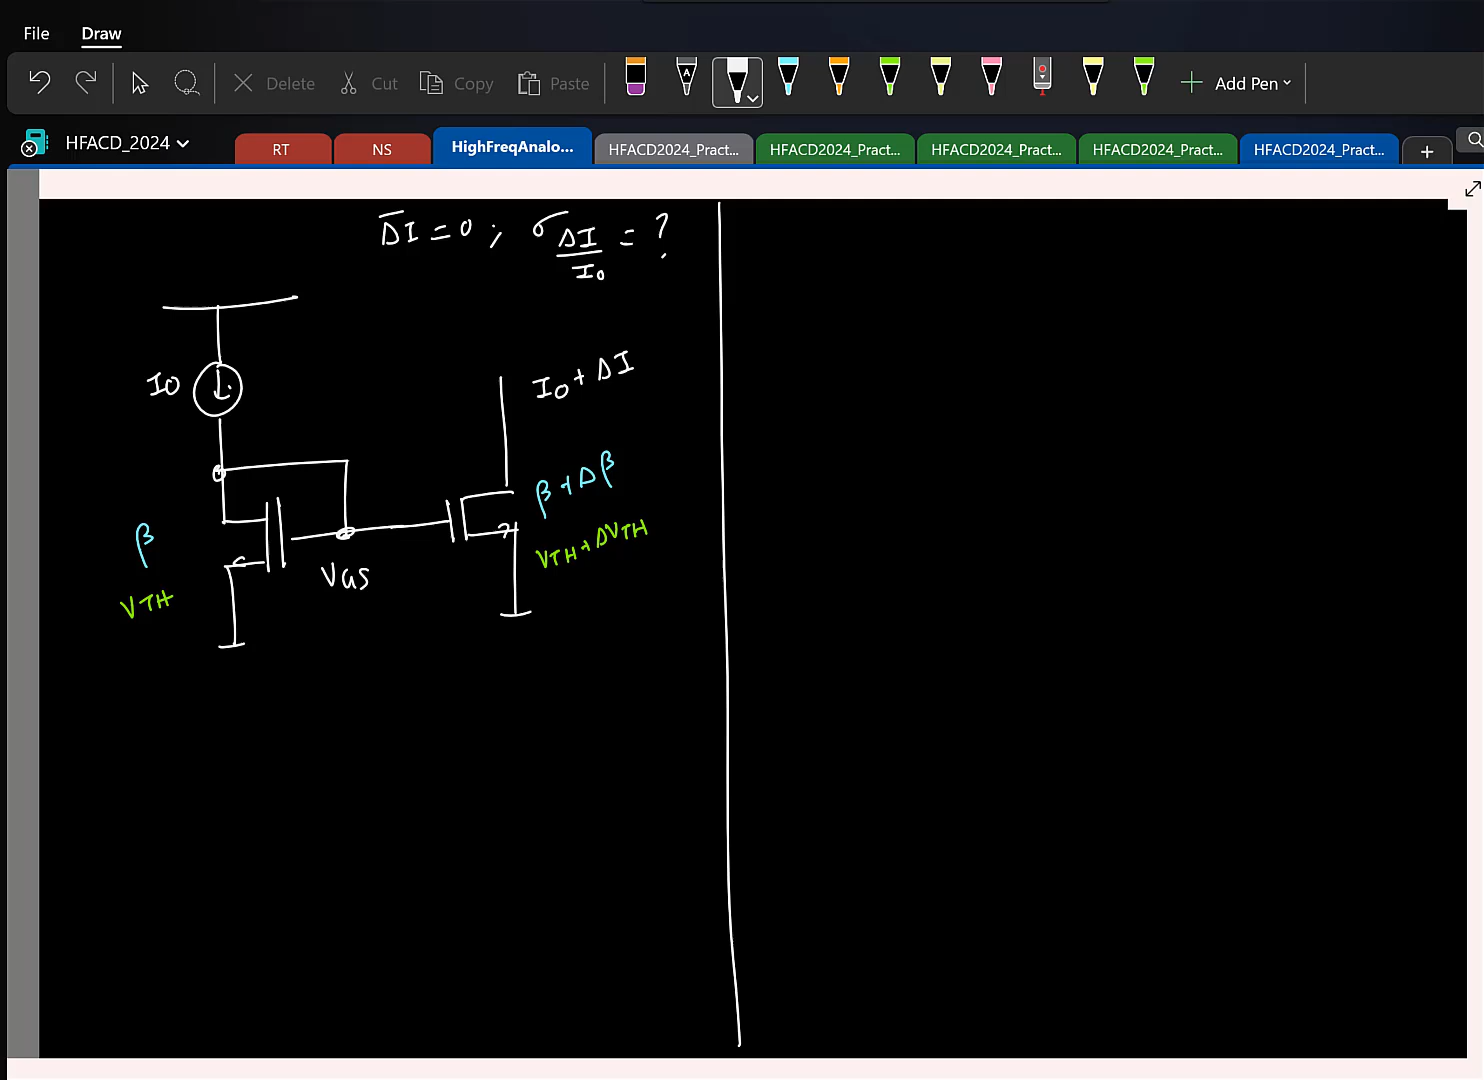 File Draw
Delete Cut Copy Paste A Add Pen
HFACD_2024 RT NS HighFreqAnalo... HFACD2024_Pract... HFACD2024_Pract... HFACD2024_Pract... HFACD2024_Pract... HFACD2024_Pract... +
Δ̅I = 0 ; σ ΔI/I₀ = ?
I₀
I₀ + ΔI
β + Δβ
β
VTH + ΔVTH
VGS
VTH